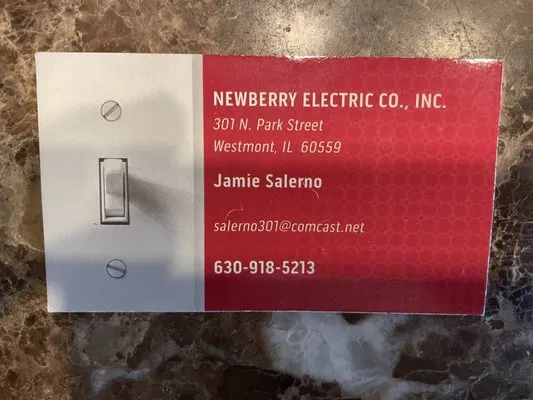 NEWBERRY ELECTRIC CO., INC.
301 N. Park Street
Westmont, IL 60559
Jamie Salerno
salerno301@comcast.net
630-918-5213